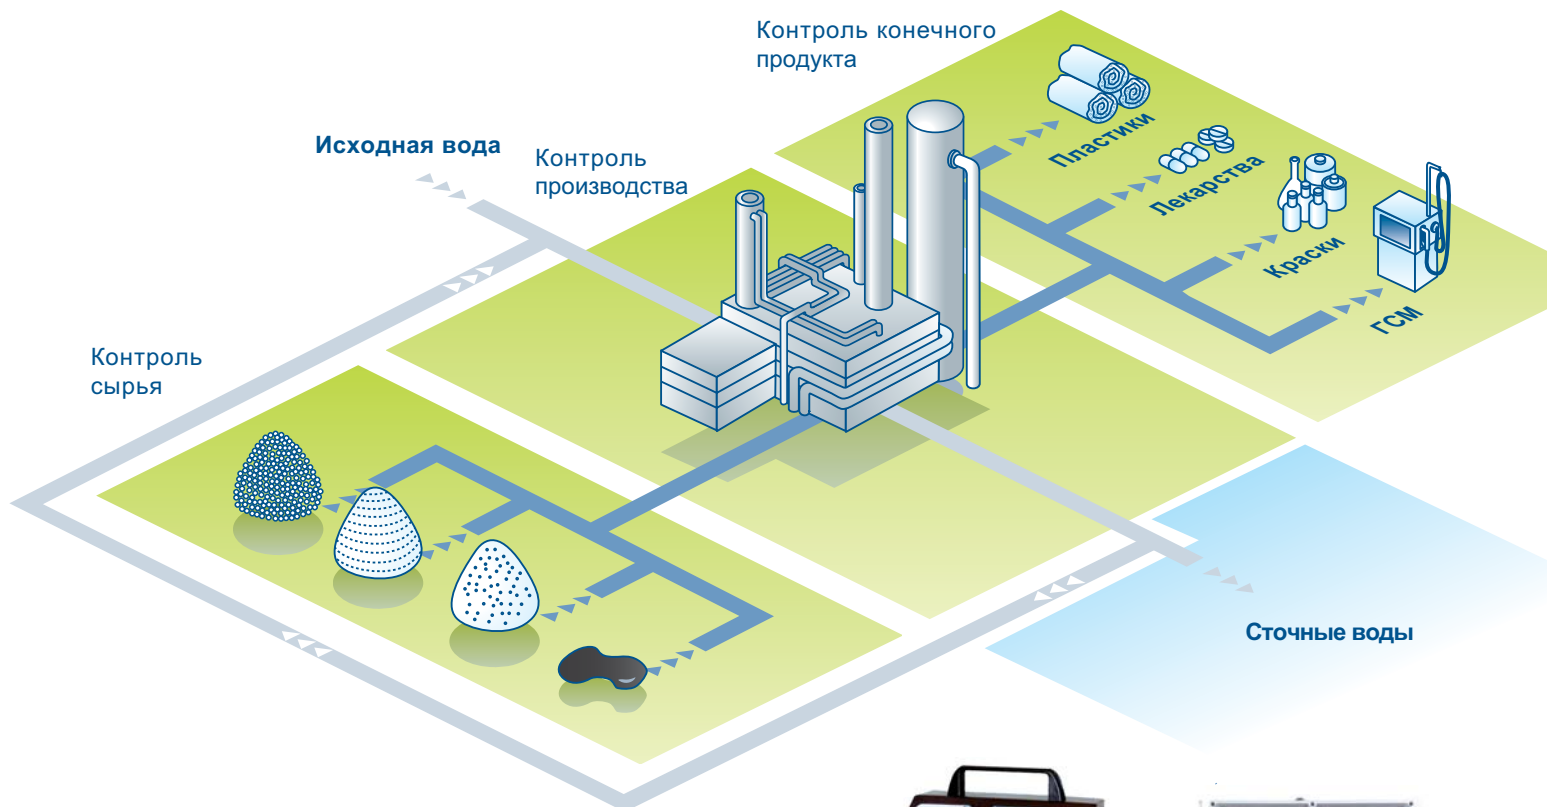 Контроль конечного
продукта
Исходная вода
Контроль
производства
Пластики
Лекарства
Краски
ГСМ
Контроль
сырья
Сточные воды